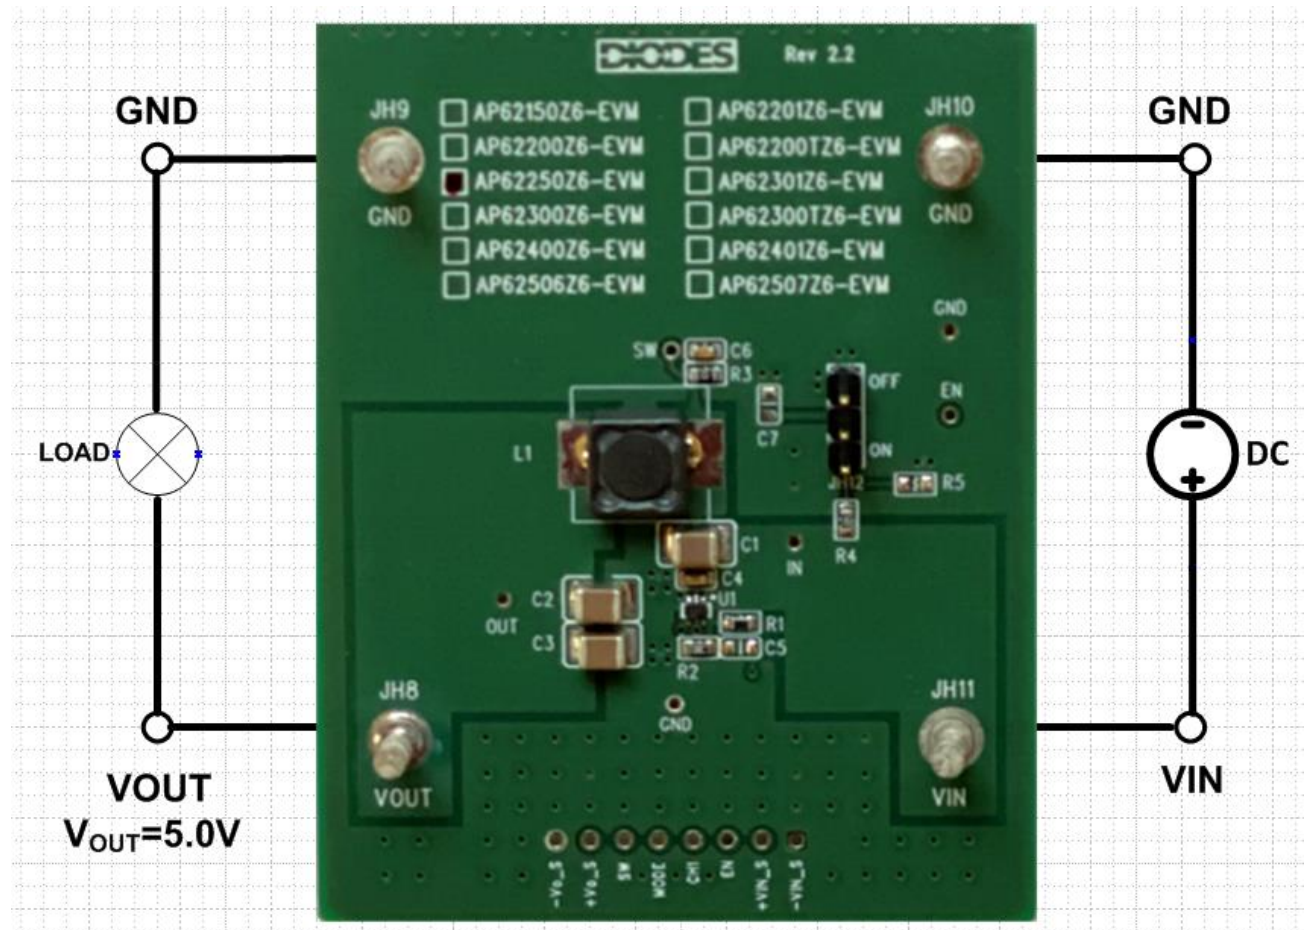 DIODES
Rev 2.2
GND
JH9
AP62150Z6-EVM
AP62201Z6-EVM
JH10
GND
AP62200Z6-EVM
AP62200TZ6-EVM
AP62250Z6-EVM
AP62301Z6-EVM
GND
AP62300Z6-EVM
AP62300TZ6-EVM
GND
AP62400Z6-EVM
AP62401Z6-EVM
AP62506Z6-EVM
AP62507Z6-EVM
GND
SW
C6
R3
OFF
EN
C7
LOAD
L1
ON
DC
JH12
R5
C1
R4
IN
C4
C2
U1
OUT
R1
C3
C5
R2
JH8
JH11
GND
VOUT
VIN
VOUT
VIN
VOUT=5.0V
-Vo_S
+Vo_S
SW
MODE
CH1
EN
+VIN_S
-VIN_S